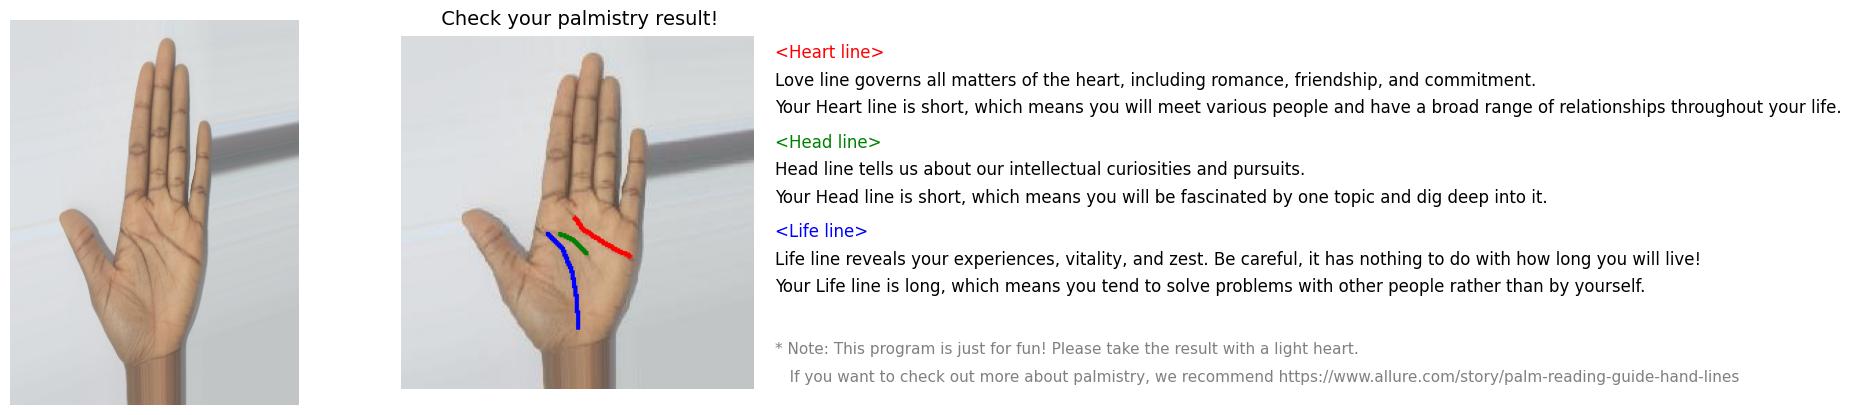 Check your palmistry result!
<Heart line>
Love line governs all matters of the heart, including romance, friendship, and commitment.
Your Heart line is short, which means you will meet various people and have a broad range of relationships throughout your life.
<Head line>
Head line tells us about our intellectual curiosities and pursuits.
Your Head line is short, which means you will be fascinated by one topic and dig deep into it.
<Life line>
Life line reveals your experiences, vitality, and zest. Be careful, it has nothing to do with how long you will live!
Your Life line is long, which means you tend to solve problems with other people rather than by yourself.
* Note: This program is just for fun! Please take the result with a light heart.
If you want to check out more about palmistry, we recommend https://www.allure.com/story/palm-reading-guide-hand-lines